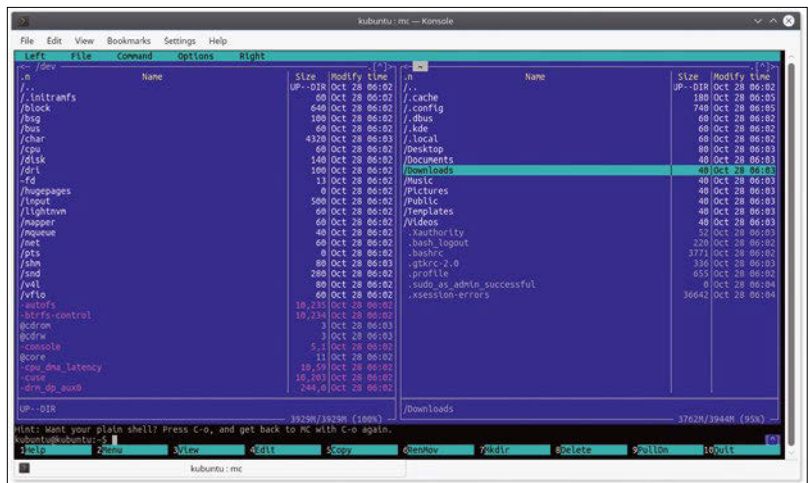 kubuntu : mc — Konsole
File Edit View Bookmarks Settings Help
Left File Command Options Right
<- /dev .[^]>
.n Name Size Modify time
/.. UP--DIR Oct 28 06:02
/.initramfs 60 Oct 28 06:02
/block 640 Oct 28 06:02
/bsg 100 Oct 28 06:02
/bus 60 Oct 28 06:02
/char 4320 Oct 28 06:03
/cpu 60 Oct 28 06:02
/disk 140 Oct 28 06:02
/dri 100 Oct 28 06:02
~fd 13 Oct 28 06:02
/hugepages 0 Oct 28 06:02
/input 500 Oct 28 06:02
/lightnvm 60 Oct 28 06:02
/mapper 60 Oct 28 06:02
/mqueue 40 Oct 28 06:02
/net 60 Oct 28 06:02
/pts 0 Oct 28 06:02
/shm 80 Oct 28 06:03
/snd 280 Oct 28 06:02
/v4l 80 Oct 28 06:02
/vfio 60 Oct 28 06:02
-autofs 10,235 Oct 28 06:02
-btrfs-control 10,234 Oct 28 06:02
@cdrom 3 Oct 28 06:03
@cdrw 3 Oct 28 06:03
-console 5,1 Oct 28 06:02
@core 11 Oct 28 06:02
-cpu_dma_latency 10,59 Oct 28 06:02
-cuse 10,203 Oct 28 06:02
-drm_dp_aux0 244,0 Oct 28 06:02
UP--DIR
3929M/3929M (100%)
<- ~ .[^]>
.n Name Size Modify time
/.. UP--DIR Oct 28 06:02
/.cache 180 Oct 28 06:05
/.config 740 Oct 28 06:05
/.dbus 60 Oct 28 06:02
/.kde 60 Oct 28 06:02
/.local 60 Oct 28 06:02
/Desktop 80 Oct 28 06:03
/Documents 40 Oct 28 06:03
/Downloads 40 Oct 28 06:03
/Music 40 Oct 28 06:03
/Pictures 40 Oct 28 06:03
/Public 40 Oct 28 06:03
/Templates 40 Oct 28 06:03
/Videos 40 Oct 28 06:03
.Xauthority 52 Oct 28 06:03
.bash_logout 220 Oct 28 06:02
.bashrc 3771 Oct 28 06:02
.gtkrc-2.0 336 Oct 28 06:03
.profile 655 Oct 28 06:02
.sudo_as_admin_successful 0 Oct 28 06:04
.xsession-errors 36642 Oct 28 06:04
/Downloads
3762M/3944M (95%)
Hint: Want your plain shell? Press C-o, and get back to MC with C-o again.
kubuntu@kubuntu:~$ [^]
1Help 2Menu 3View 4Edit 5Copy 6RenMov 7Mkdir 8Delete 9PullDn 10Quit
kubuntu : mc